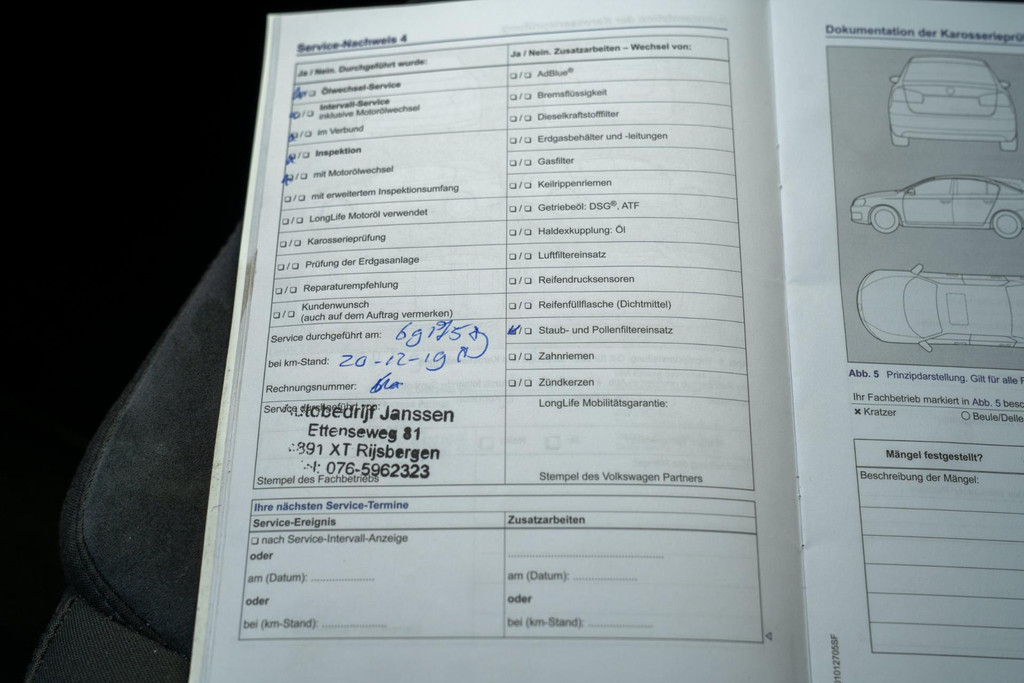 Service-Nachweis 4
Ja / Nein. Durchgeführt wurde:
Ölwechsel-Service
Intervall-Service
inklusive Motorölwechsel
im Verbund
Inspektion
mit Motorölwechsel
mit erweitertem Inspektionsumfang
LongLife Motoröl verwendet
Karosserieprüfung
Prüfung der Erdgasanlage
Reparaturempfehlung
Kundenwunsch
(auch auf dem Auftrag vermerken)
Service durchgeführt am:
bei km-Stand: 20-12-19
Rechnungsnummer:
Janssen
Ettenseweg 81
XT Rijsbergen
076-5962323
Stempel des Fachbetriebs
Ja / Nein. Zusatzarbeiten – Wechsel von:
AdBlue®
Bremsflüssigkeit
Dieselkraftstofffilter
Erdgasbehälter und -leitungen
Gasfilter
Keilrippenriemen
Getriebeöl: DSG®, ATF
Haldexkupplung: Öl
Luftfiltereinsatz
Reifendrucksensoren
Reifenfüllflasche (Dichtmittel)
Staub- und Pollenfiltereinsatz
Zahnriemen
Zündkerzen
LongLife Mobilitätsgarantie:
Stempel des Volkswagen Partners
Ihre nächsten Service-Termine
Service-Ereignis
nach Service-Intervall-Anzeige
oder
am (Datum):
oder
bei (km-Stand):
Zusatzarbeiten
am (Datum):
oder
bei (km-Stand):
Dokumentation der
Abb. 5 Prinzipdarstellung. Gilt für alle
Ihr Fachbetrieb markiert in Abb. 5
Kratzer
Beule/Delle
Mängel festgestellt?
Beschreibung der Mängel: